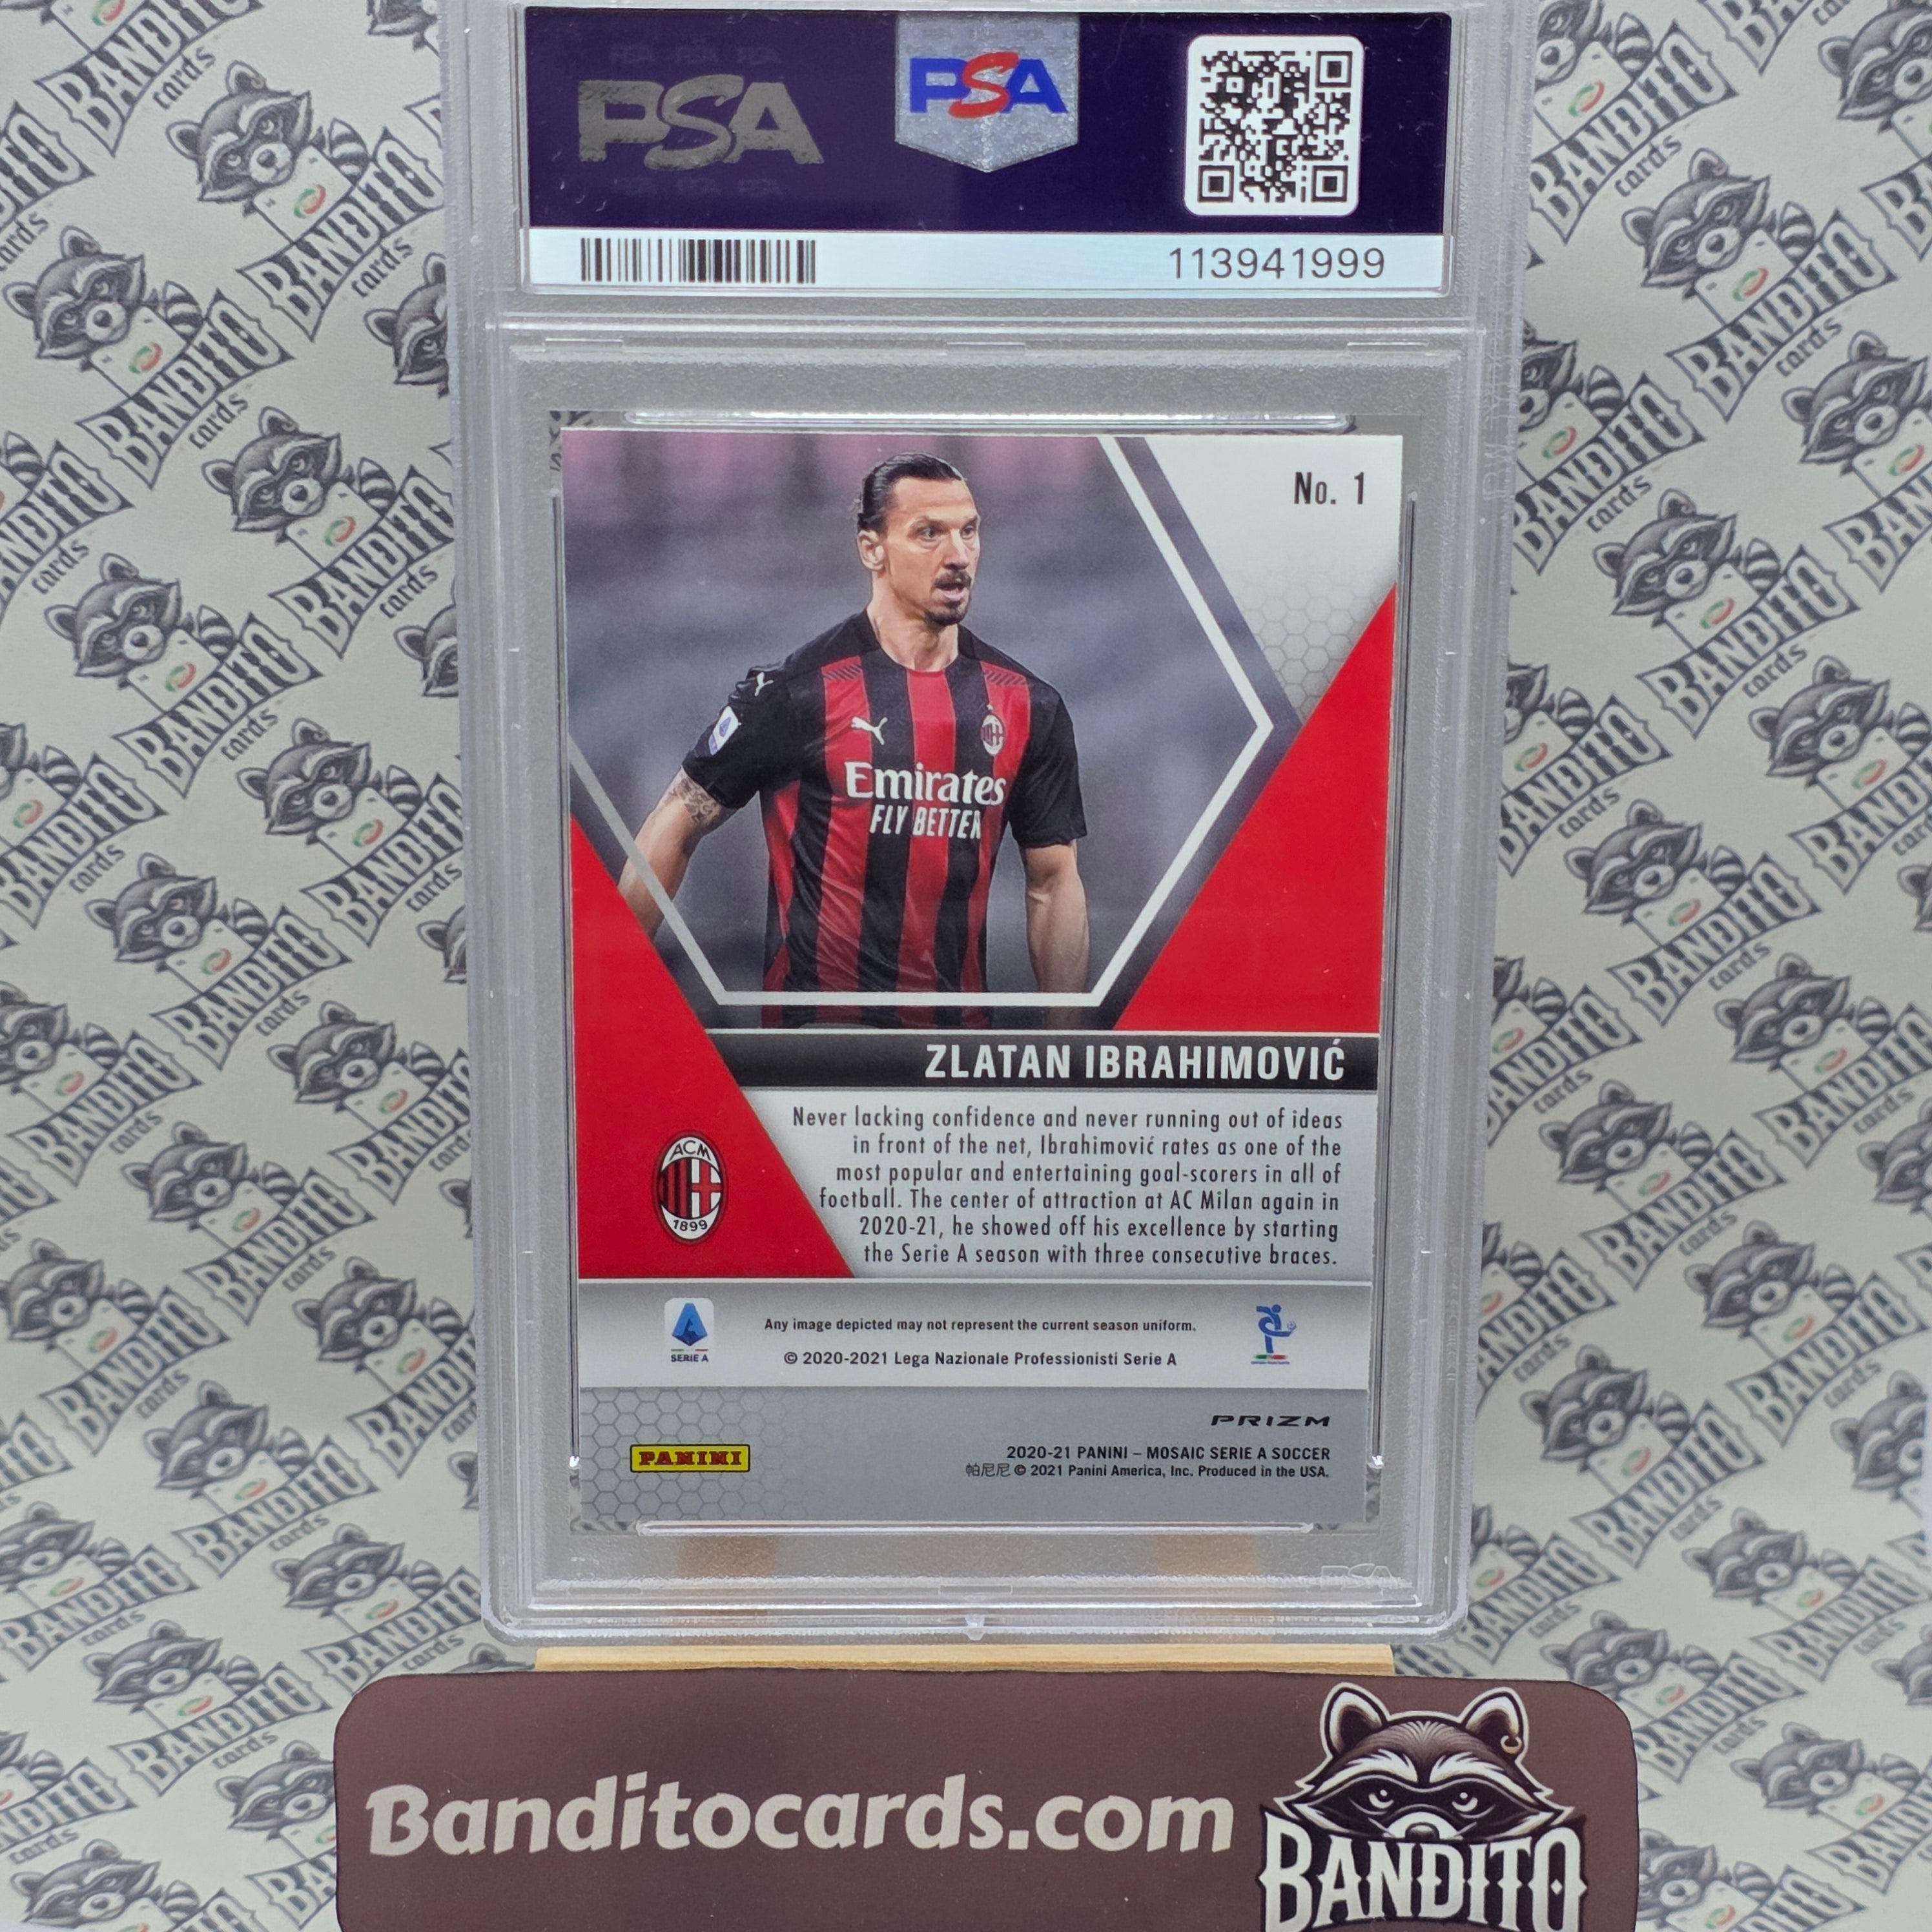 PSA
PSA
113941999
No. 1
Emirates
FLY BETTER
ZLATAN IBRAHIMOVIĆ
Never lacking confidence and never running out of ideas
in front of the net, Ibrahimović rates as one of the
most popular and entertaining goal-scorers in all of
football. The center of attraction at AC Milan again in
2020-21, he showed off his excellence by starting
the Serie A season with three consecutive braces.
ACM
1899
SERIE A
Any image depicted may not represent the current season uniform.
© 2020-2021 Lega Nazionale Professionisti Serie A
PRIZM
PANINI
2020-21 PANINI – MOSAIC SERIE A SOCCER
帕尼尼 © 2021 Panini America, Inc. Produced in the USA.
PSA
Banditocards.com
BANDITO
BANDITO
cards